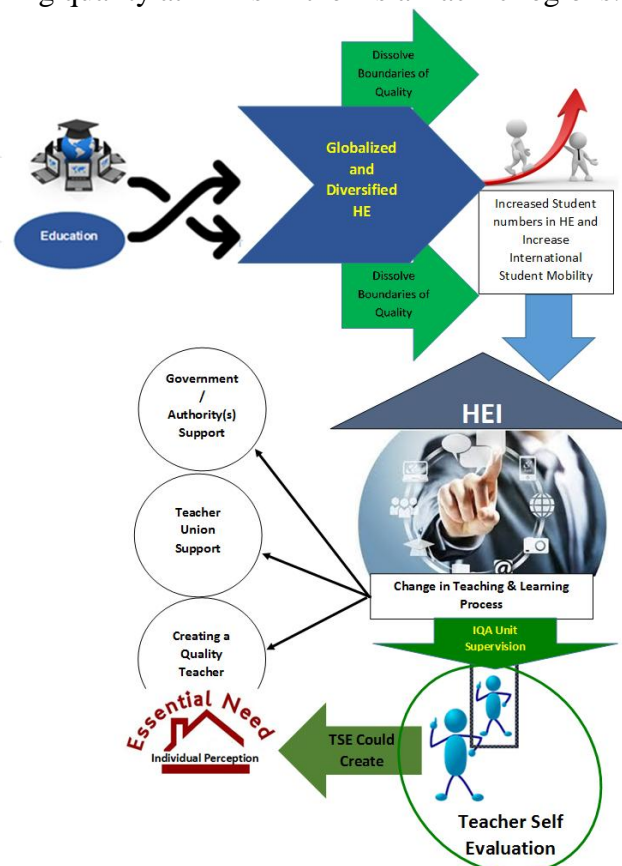 Dissolve
Boundaries of
Quality
Globalized
and
Diversified
HE
Education
Increased Student
numbers in HE and
Increase
International
Student Mobility
Dissolve
Boundaries of
Quality
Government
/
Authority(s)
Support
HEI
Teacher
Union
Support
Change in Teaching & Learning
Process
Creating a
Quality
Teacher
IQA Unit
Supervision
Essential Need
Individual Perception
TSE Could
Create
Teacher Self
Evaluation